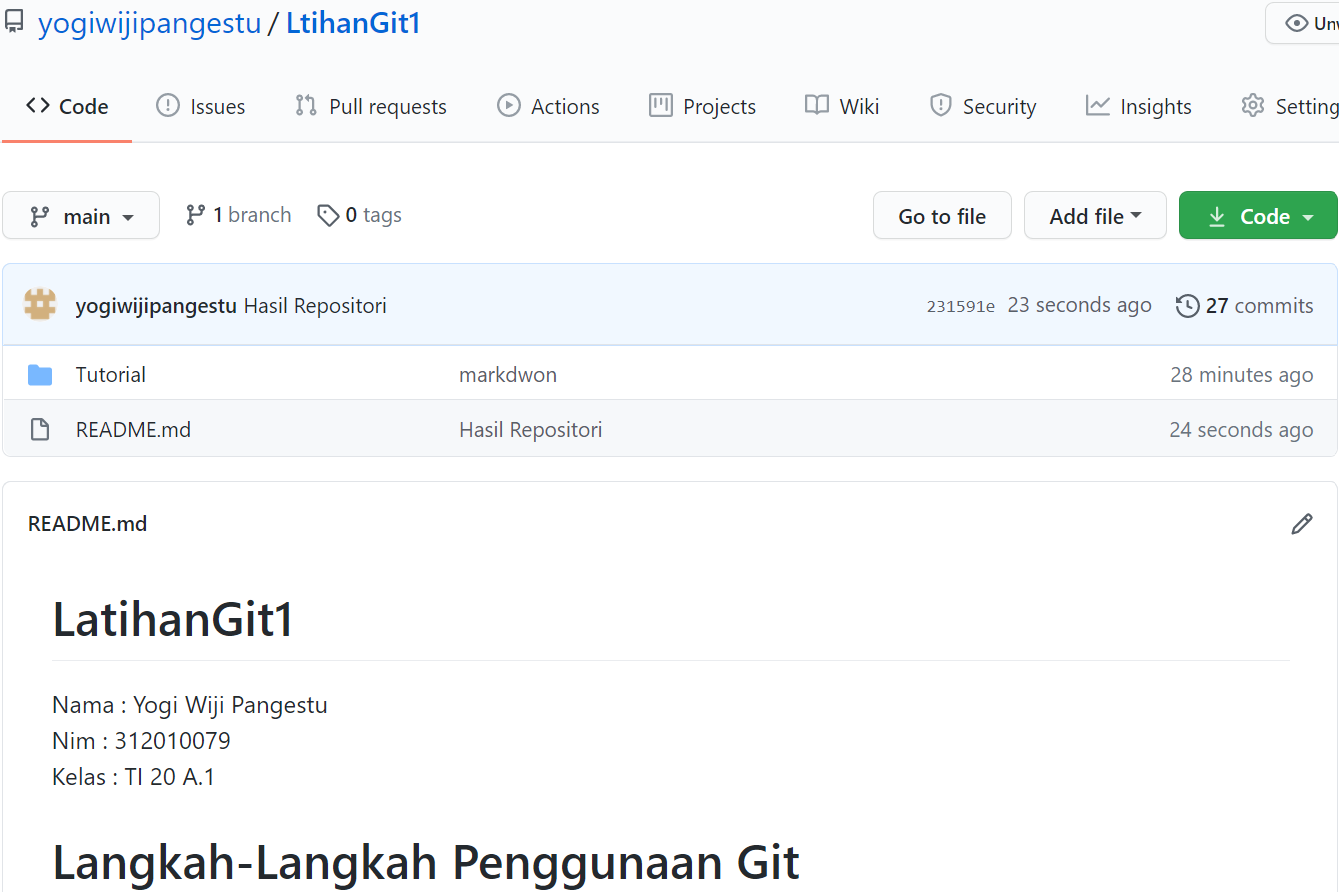 yogiwijipangestu / LtihanGit1
Code Issues Pull requests Actions Projects Wiki Security Insights
main 1 branch 0 tags Go to file Add file Code
yogiwijipangestu Hasil Repositori 231591e 23 seconds ago 27 commits
Tutorial markdwon 28 minutes ago
README.md Hasil Repositori 24 seconds ago
README.md
LatihanGit1
Nama : Yogi Wiji Pangestu
Nim : 312010079
Kelas : TI 20 A.1
Langkah-Langkah Penggunaan Git